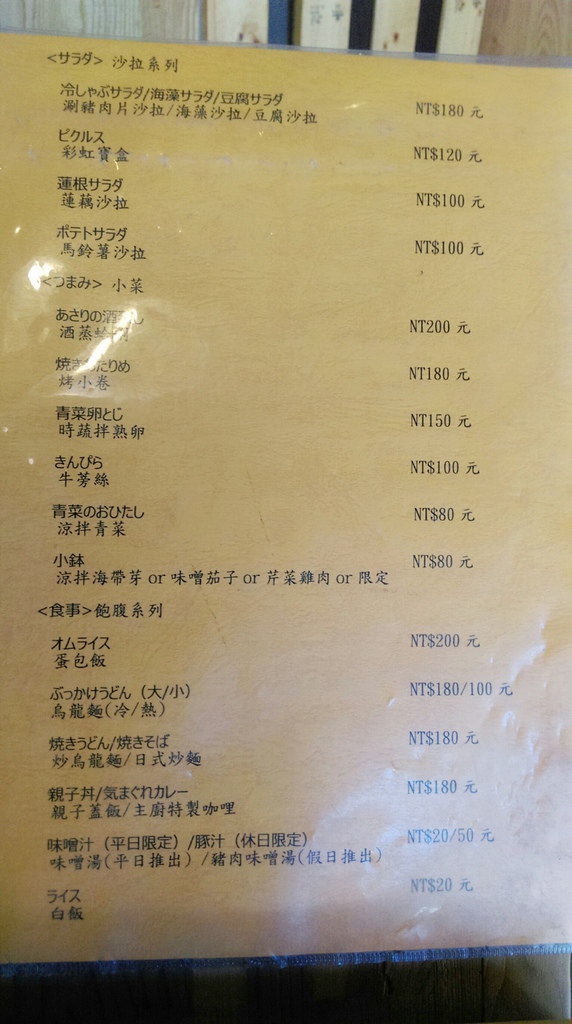 <サラダ> 沙拉系列
冷しゃぶサラダ/海藻サラダ/豆腐サラダ
涮豬肉片沙拉/海藻沙拉/豆腐沙拉 NT$180 元
ピクルス
彩虹寶盒 NT$120 元
蓮根サラダ
蓮藕沙拉 NT$100 元
ポテトサラダ
馬鈴薯沙拉 NT$100 元
<つまみ> 小菜
あさりの酒
酒蒸 NT200 元
焼き りめ
烤小卷 NT180 元
青菜卵とじ
時蔬拌熟卵 NT150 元
きんぴら
牛蒡絲 NT$100 元
青菜のおひたし
涼拌青菜 NT$80 元
小鉢
涼拌海帶芽 or 味噌茄子 or 芹菜雞肉 or 限定 NT$80 元
<食事>飽腹系列
オムライス
蛋包飯 NT$200 元
ぶっかけうどん（大/小）
烏龍麵(冷/熱) NT$180/100 元
焼きうどん/焼きそば
炒烏龍麵/日式炒麵 NT$180 元
親子丼/気まぐれカレー
親子蓋飯/主廚特製咖哩 NT$180 元
味噌汁（平日限定）/豚汁（休日限定）
味噌湯(平日推出) /豬肉味噌湯(假日推出) NT$20/50 元
ライス
白飯 NT$20 元